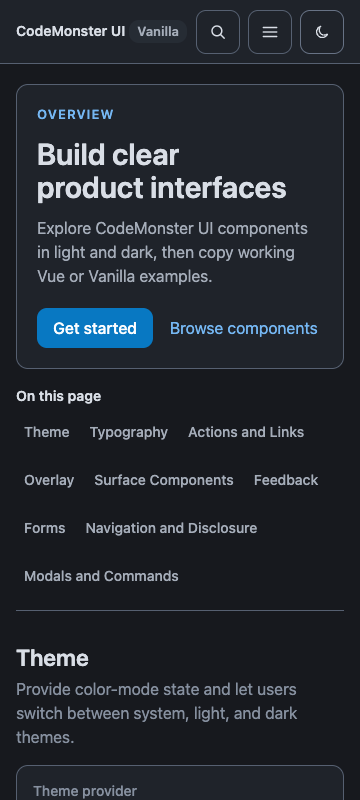 CodeMonster UI Vanilla
OVERVIEW
Build clear
product interfaces
Explore CodeMonster UI components
in light and dark, then copy working
Vue or Vanilla examples.
Get started Browse components
On this page
Theme Typography Actions and Links
Overlay Surface Components Feedback
Forms Navigation and Disclosure
Modals and Commands
Theme
Provide color-mode state and let users
switch between system, light, and dark
themes.
Theme provider